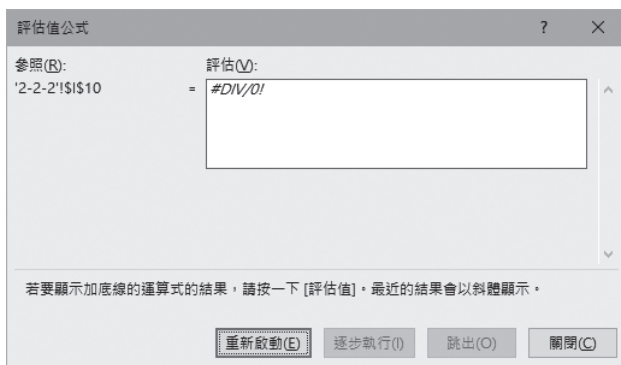 評估值公式 ?
參照(R): 評估(V):
'2-2-2'!$I$10 = #DIV/0!
若要顯示加底線的運算式的結果，請按一下 [評估值]。最近的結果會以斜體顯示。
重新啟動(E) 逐步執行(I) 跳出(O) 關閉(C)